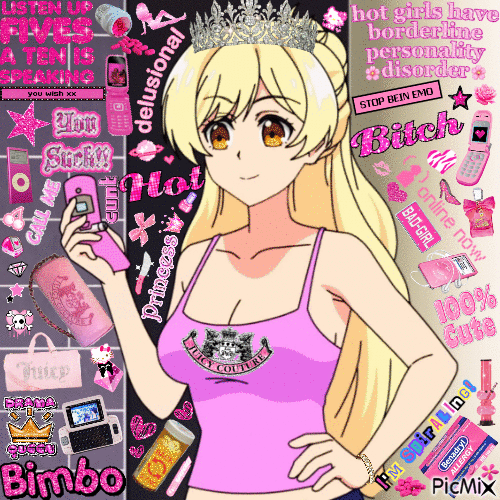 LISTEN UP
FIVES
A TEN IS
SPEAKING
you wish xx
You
Suck!!
CALL ME
Juicy
DRAMA
QUEEN
Bimbo
delusional
Hot
Princess
JUICY COUTURE
hot girls have
borderline
personality
disorder
STOP BEIN EMO
Bitch
online now
BAD-GIRL
100%
Cute
I'M SPIRALING!
Benadryl
ALLERGY
PicMix